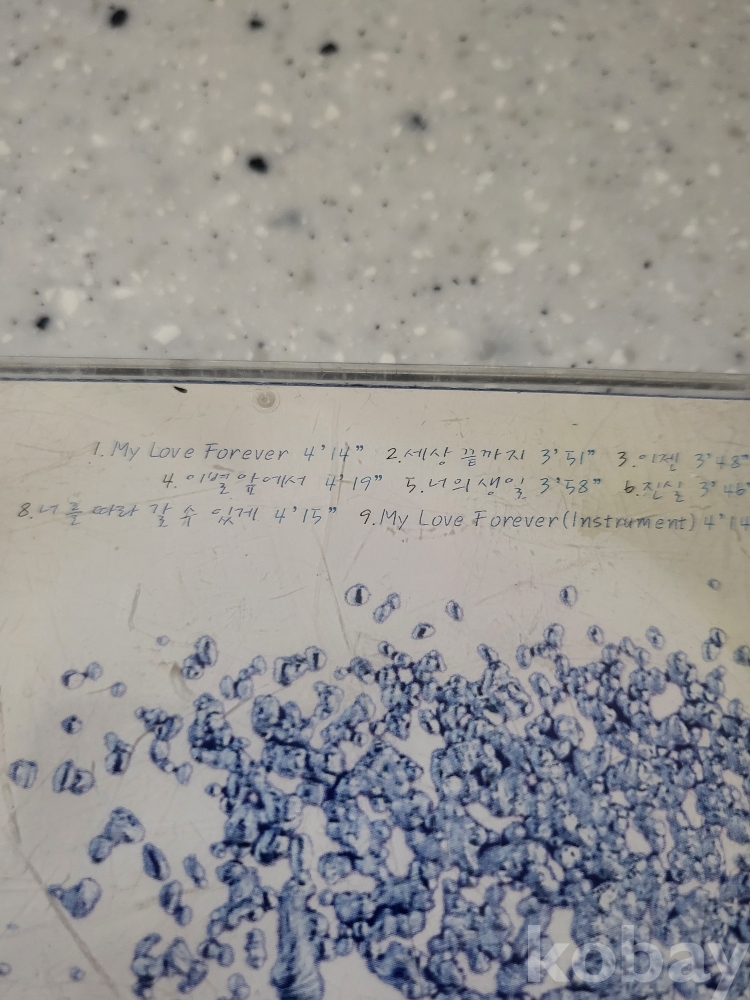 1. My Love Forever 4'14" 2. 세상 끝까지 3'51" 3. 이젠 3'48"
4. 이별 앞에서 4'19" 5. 너의 생일 3'58" 6. 진실 3'46"
8. 너를 따라 갈 수 있게 4'15" 9. My Love Forever (Instrument) 4'14
kobay